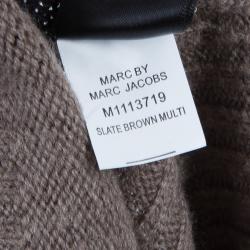 MARC BY
MARC JACOBS
M1113719
SLATE BROWN MULTI